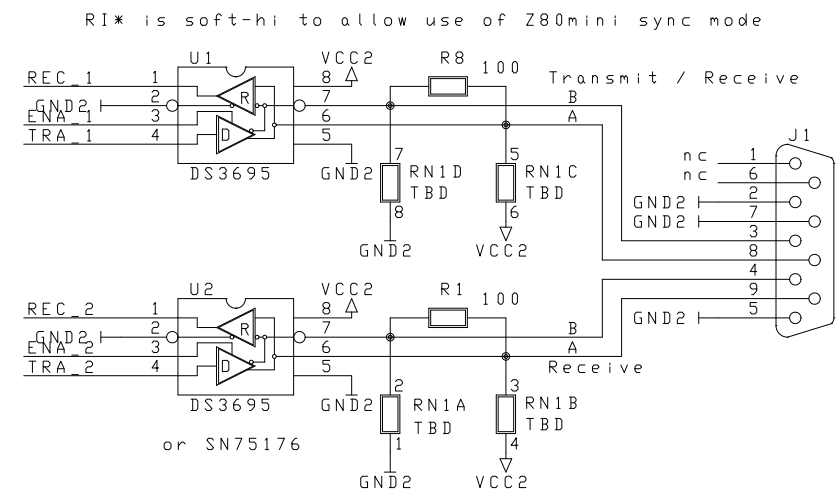 RI* is soft-hi to allow use of Z80mini sync mode
U1
VCC2
R8
100
Transmit / Receive
REC_1 1
8
GND2 2
7
B
ENA_1 3
6
A
TRA_1 4
5
R
D
DS3695
GND2
7
RN1D
TBD
8
GND2
5
RN1C
TBD
6
VCC2
J1
nc 1
nc 6
GND2 2
GND2 7
3
8
4
9
GND2 5
U2
VCC2
R1
100
REC_2 1
8
GND2 2
7
B
ENA_2 3
6
A
TRA_2 4
5
Receive
R
D
DS3695
GND2
or SN75176
2
RN1A
TBD
1
GND2
3
RN1B
TBD
4
VCC2